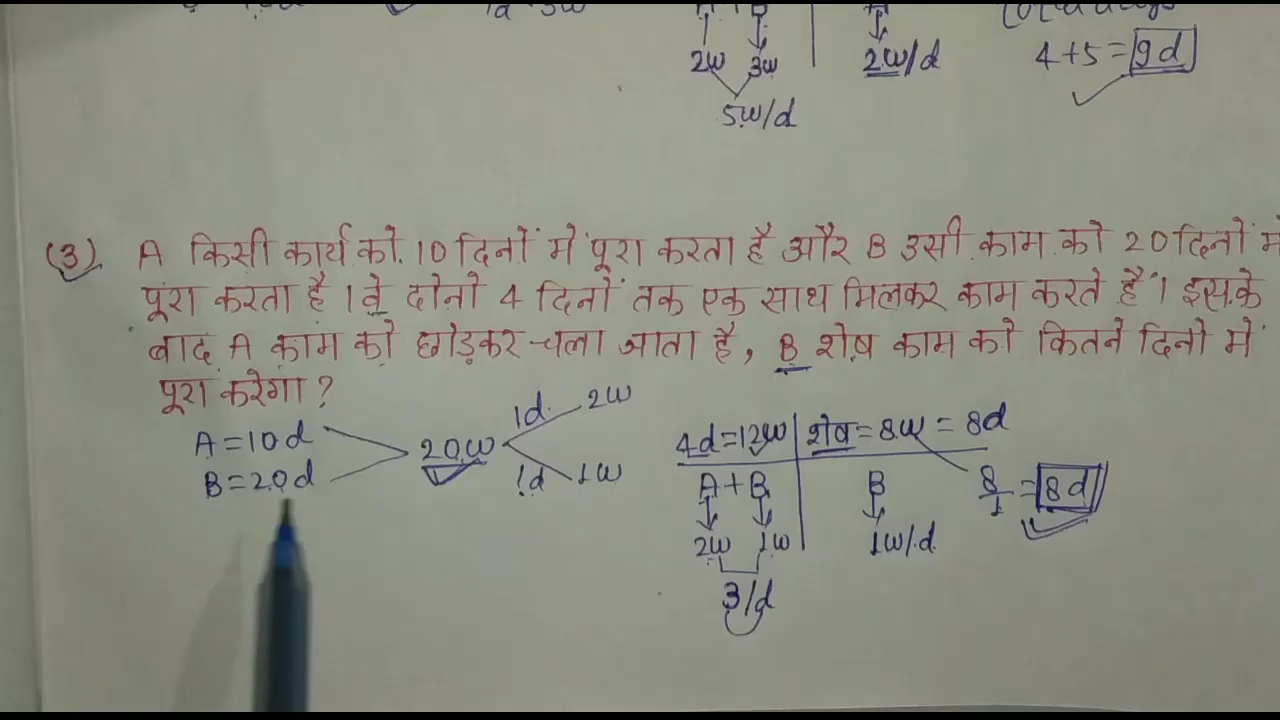 2w 3w
2w/d
4+5=9d
5w/d
(3) A किसी कार्य को 10 दिनों में पूरा करता है और B उसी काम को 20 दिनों में
पूरा करता है । वे दोनो 4 दिनों तक एक साथ मिलकर काम करते हैं । इसके
बाद A काम को छोड़कर चला जाता है, B शेष काम को कितने दिनो में
पूरा करेगा ?
A = 10 d
B = 20 d
20w
1d. 2w
1d 1w
4d = 12w शेष = 8w = 8d
A + B B 8/1 = 8d
2w 1w 1w/d
3/d